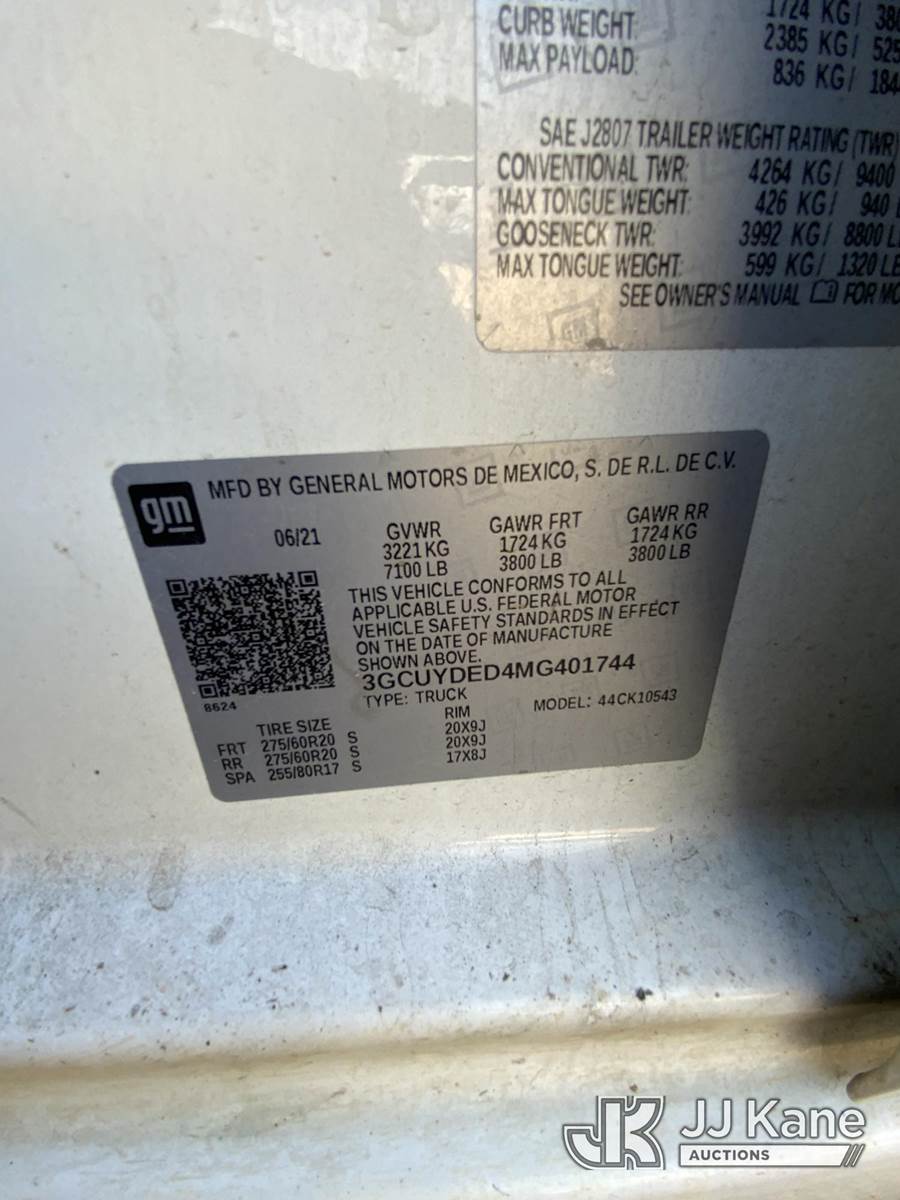 1724 KG/
CURB WEIGHT: 2385 KG/
MAX PAYLOAD: 836 KG/
SAE J2807 TRAILER WEIGHT RATING (TWR)
CONVENTIONAL TWR: 4264 KG/ 9400
MAX TONGUE WEIGHT: 426 KG/ 940
GOOSENECK TWR: 3992 KG/ 8800
MAX TONGUE WEIGHT: 599 KG/ 1320 LB
SEE OWNER'S MANUAL FOR
GM
gm
MFD BY GENERAL MOTORS DE MEXICO, S. DE R.L. DE C.V.
06/21 GVWR GAWR FRT GAWR RR
3221 KG 1724 KG 1724 KG
7100 LB 3800 LB 3800 LB
THIS VEHICLE CONFORMS TO ALL
APPLICABLE U.S. FEDERAL MOTOR
VEHICLE SAFETY STANDARDS IN EFFECT
ON THE DATE OF MANUFACTURE
SHOWN ABOVE.
3GCUYDED4MG401744
8624 TYPE: TRUCK MODEL: 44CK10543
TIRE SIZE RIM
FRT 275/60R20 S 20X9J
RR 275/60R20 S 20X9J
SPA 255/80R17 S 17X8J
JK JJ Kane
AUCTIONS